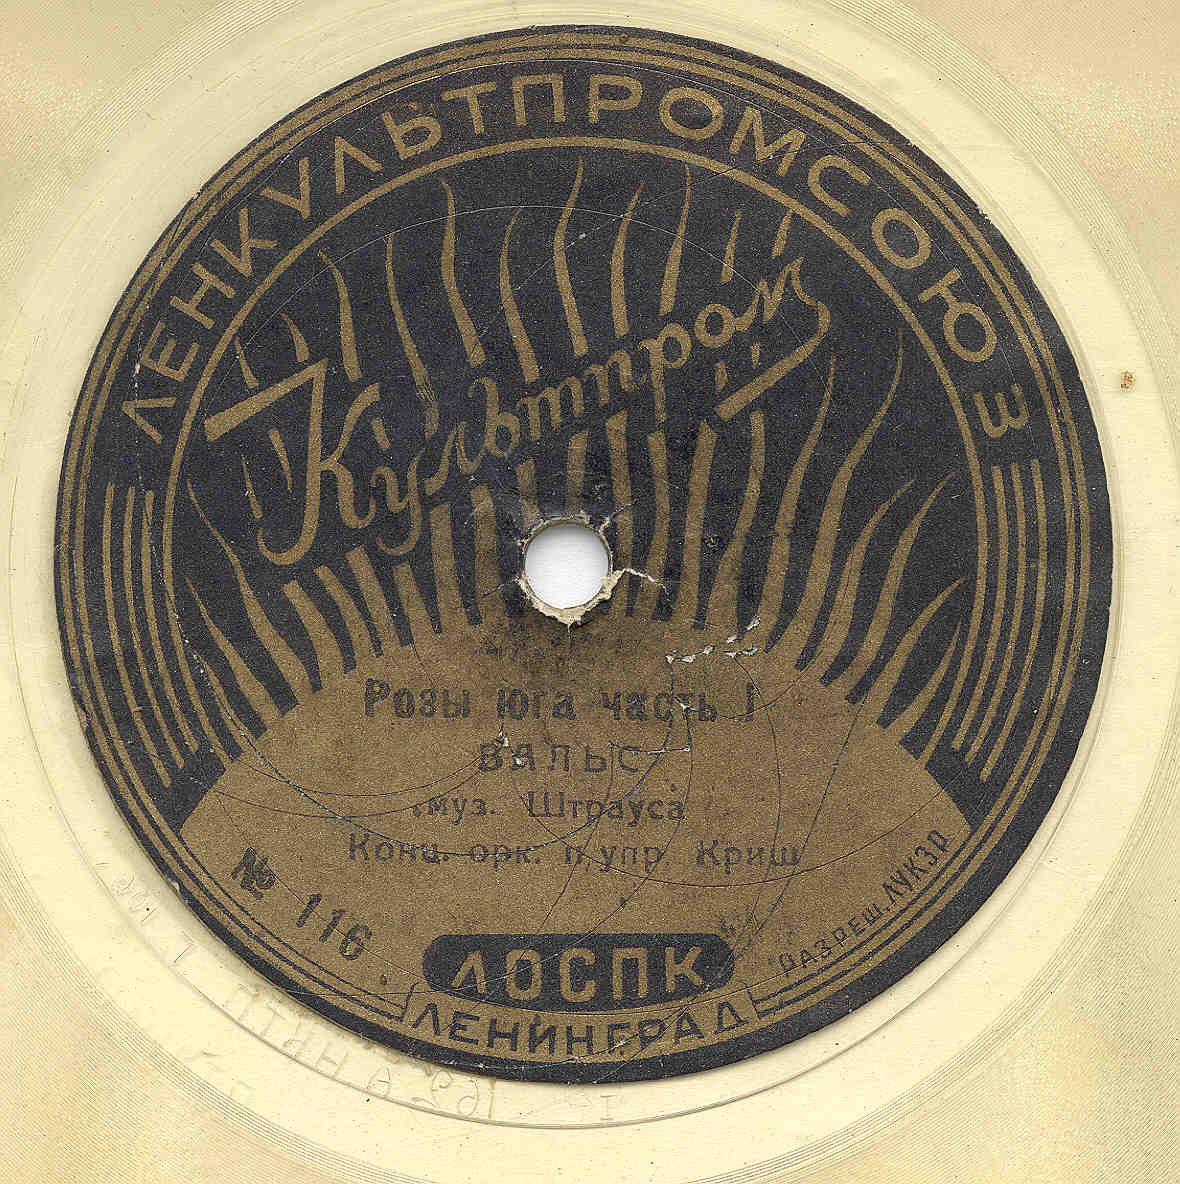 ЛЕНКУЛЬТПРОМСОЮЗ
Культпром
Розы юга часть I
ВАЛЬС
муз. Штрауса
Конц. орк. п/упр. Криш
№ 116
РАЗРЕШ. ЛУКЗР
ЛОСПК
ЛЕНИНГРАД